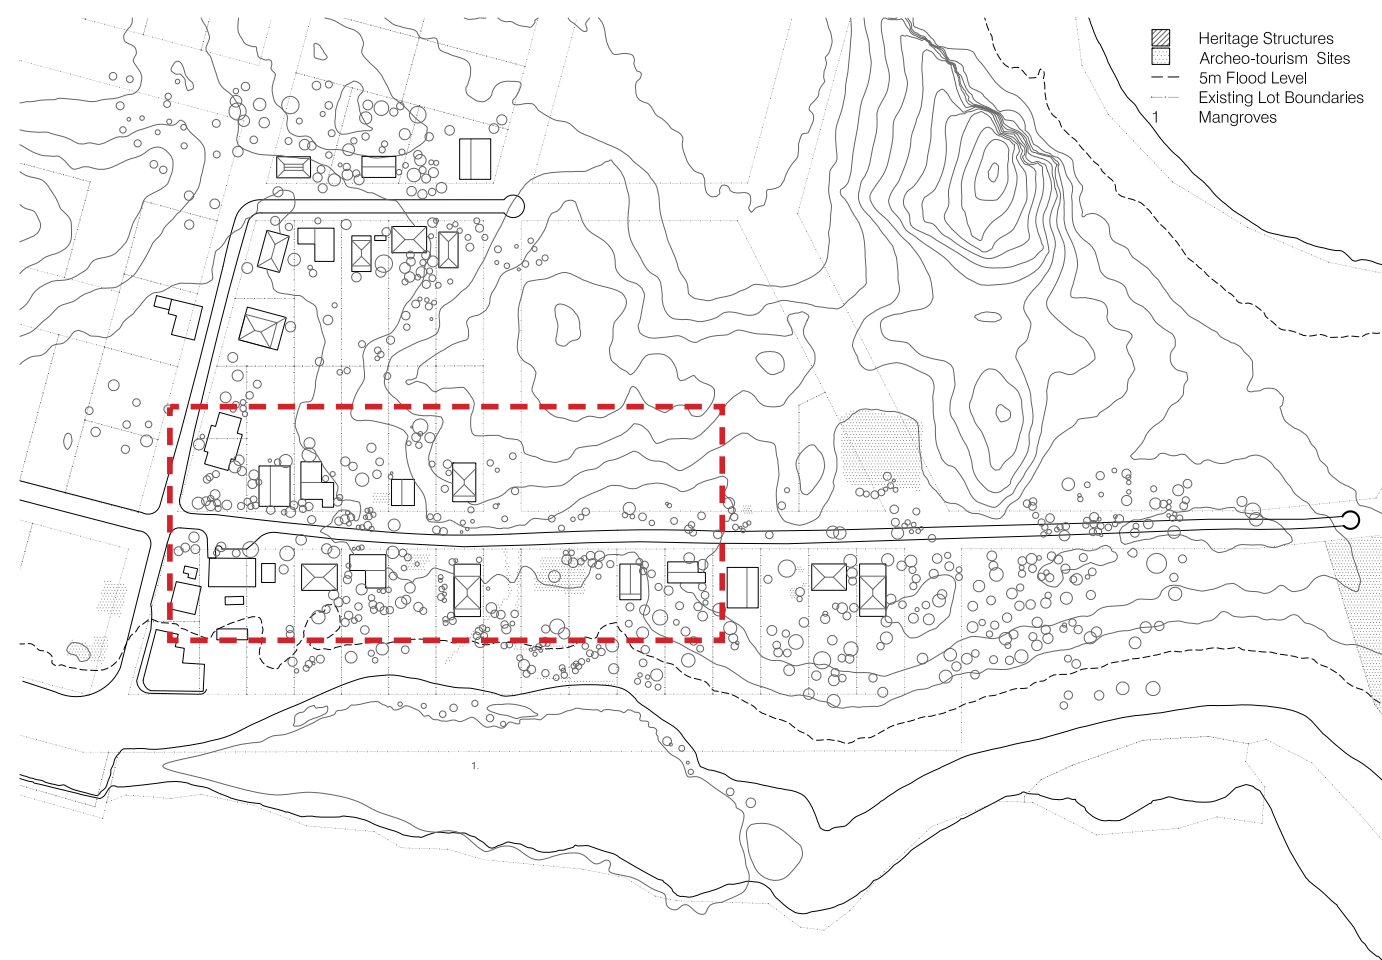 Heritage Structures
Archeo-tourism Sites
5m Flood Level
Existing Lot Boundaries
1 Mangroves
1.